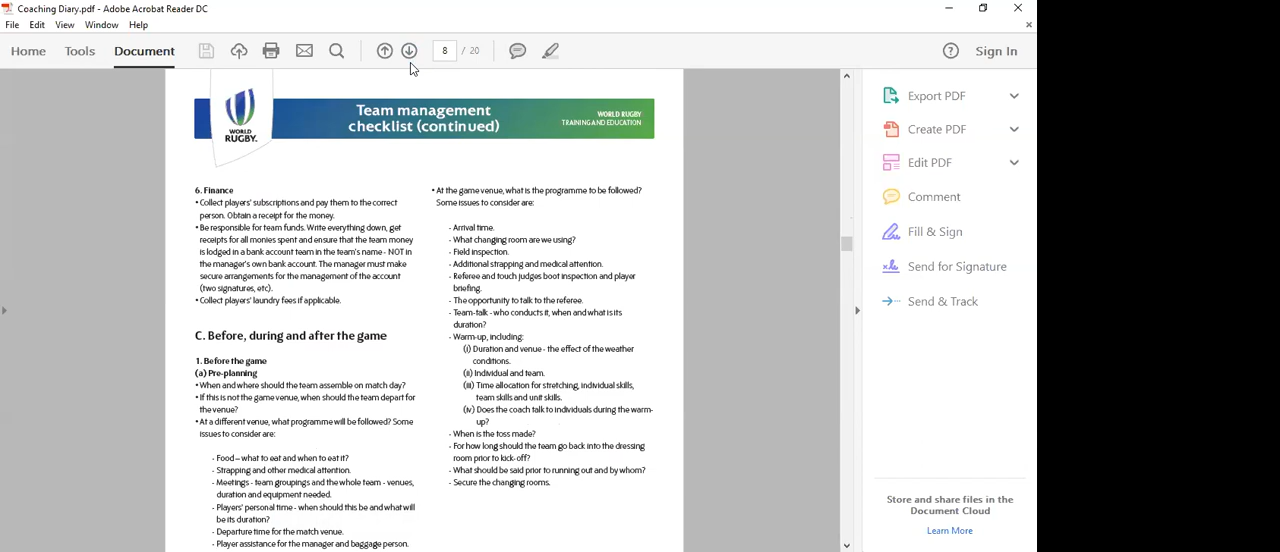 Coaching Diary.pdf - Adobe Acrobat Reader DC
File Edit View Window Help
Home Tools Document 8 / 20 Sign In
Team management
checklist (continued)
WORLD RUGBY
TRAINING AND EDUCATION
WORLD
RUGBY.
6. Finance
• Collect players' subscriptions and pay them to the correct
person. Obtain a receipt for the money.
• Be responsible for team funds. Write everything down, get
receipts for all monies spent and ensure that the team money
is lodged in a bank account team in the team's name - NOT in
the manager's own bank account. The manager must make
secure arrangements for the management of the account
(two signatures, etc).
• Collect players' laundry fees if applicable.
C. Before, during and after the game
1. Before the game
(a) Pre-planning
• When and where should the team assemble on match day?
• If this is not the game venue, when should the team depart for
the venue?
• At a different venue, what programme will be followed? Some
issues to consider are:
- Food – what to eat and when to eat it?
- Strapping and other medical attention.
- Meetings - team groupings and the whole team - venues,
duration and equipment needed.
- Players' personal time - when should this be and what will
be its duration?
- Departure time for the match venue.
- Player assistance for the manager and baggage person.
• At the game venue, what is the programme to be followed?
Some issues to consider are:
- Arrival time.
- What changing room are we using?
- Field inspection.
- Additional strapping and medical attention.
- Referee and touch judges boot inspection and player
briefing.
- The opportunity to talk to the referee.
- Team-talk - who conducts it, when and what is its
duration?
- Warm-up, including:
(i) Duration and venue - the effect of the weather
conditions.
(ii) Individual and team.
(iii) Time allocation for stretching, individual skills,
team skills and unit skills.
(iv) Does the coach talk to individuals during the warm-
up?
- When is the toss made?
- For how long should the team go back into the dressing
room prior to kick-off?
- What should be said prior to running out and by whom?
- Secure the changing rooms.
Export PDF
Create PDF
Edit PDF
Comment
Fill & Sign
Send for Signature
Send & Track
Store and share files in the
Document Cloud
Learn More